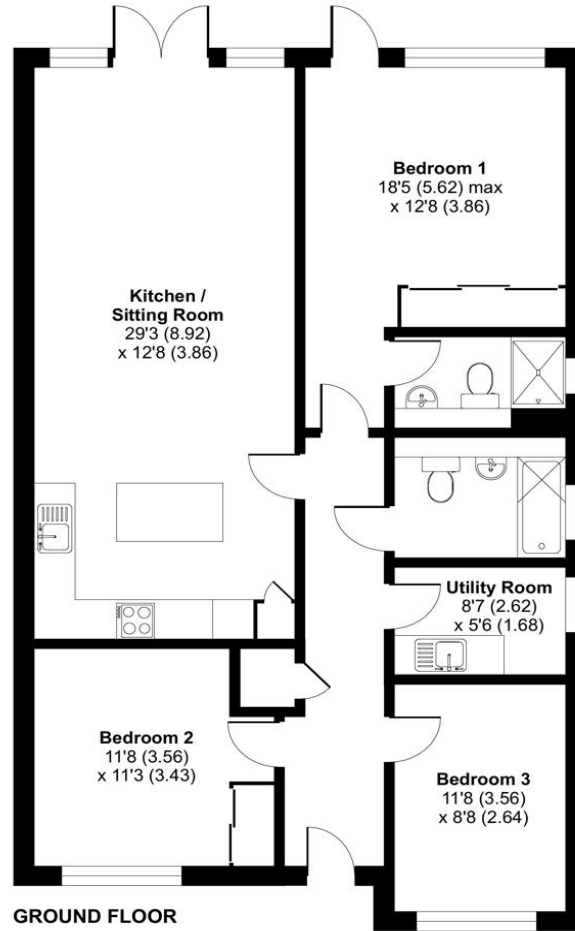 Bedroom 1
18'5 (5.62) max
x 12'8 (3.86)
Kitchen /
Sitting Room
29'3 (8.92)
x 12'8 (3.86)
Utility Room
8'7 (2.62)
x 5'6 (1.68)
Bedroom 2
11'8 (3.56)
x 11'3 (3.43)
Bedroom 3
11'8 (3.56)
x 8'8 (2.64)
GROUND FLOOR